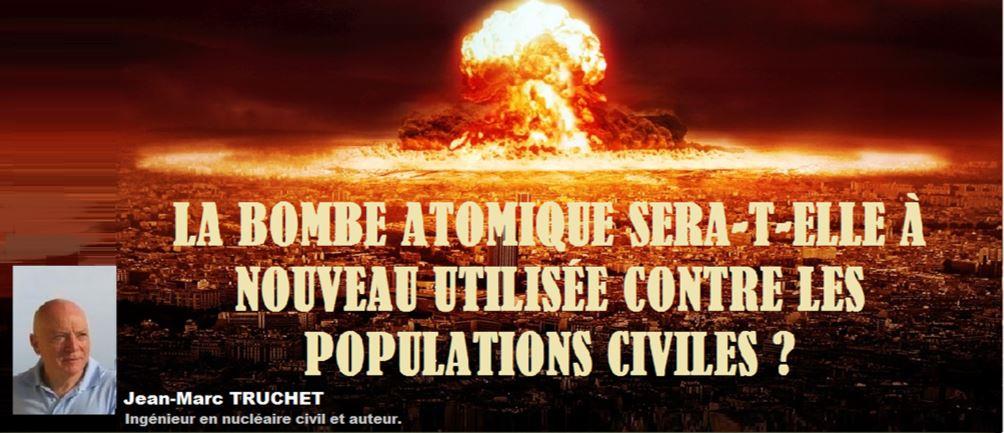 LA BOMBE ATOMIQUE SERA-T-ELLE À
NOUVEAU UTILISÉE CONTRE LES
POPULATIONS CIVILES ?
Jean-Marc TRUCHET
Ingénieur en nucléaire civil et auteur.